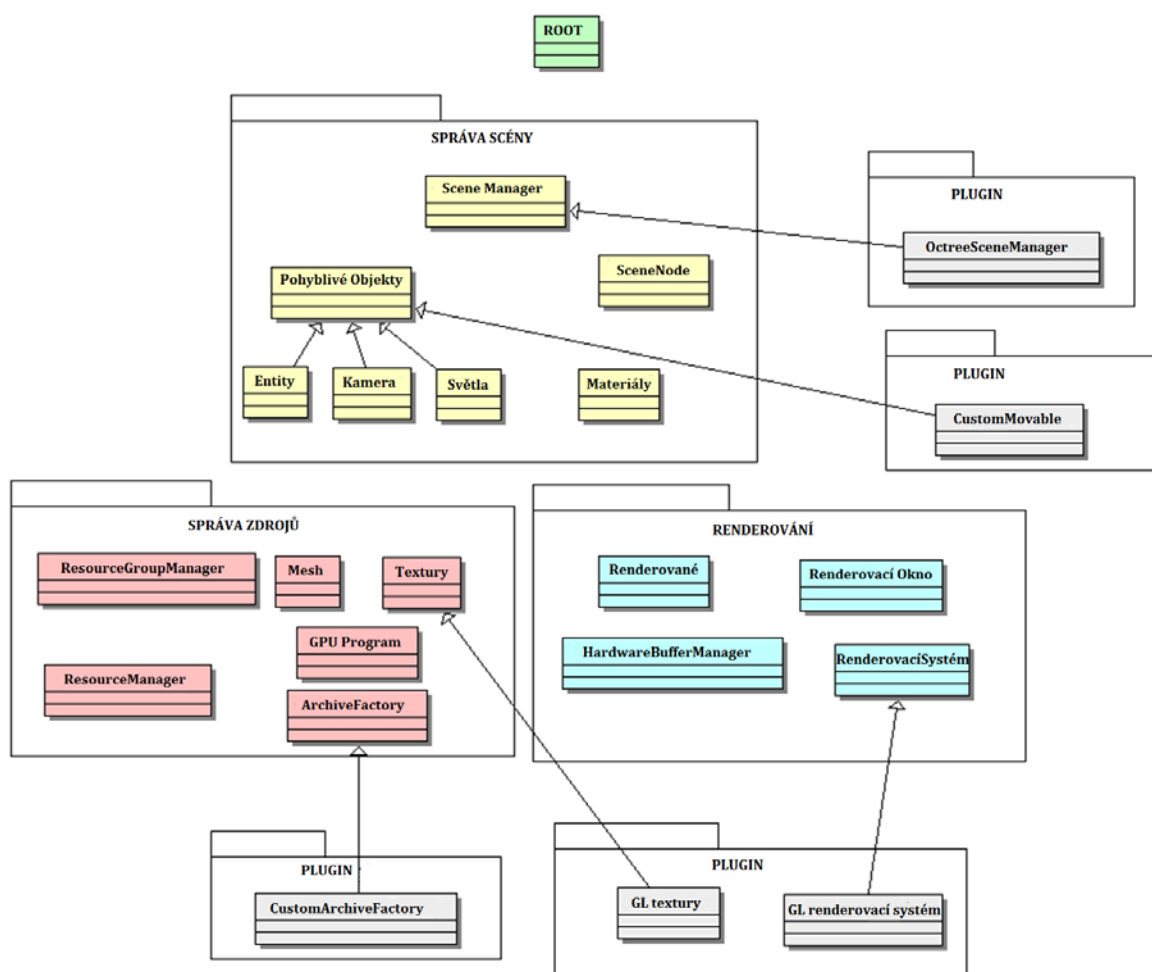 ROOT
SPRÁVA SCÉNY
Scene Manager
PLUGIN
OctreeSceneManager
SceneNode
Pohyblivé Objekty
Entity
Kamera
Světla
Materiály
PLUGIN
CustomMovable
SPRÁVA ZDROJŮ
ResourceGroupManager
Mesh
Textury
GPU Program
ResourceManager
ArchiveFactory
RENDEROVÁNÍ
Renderované
Renderovací Okno
HardwareBufferManager
RenderovacíSystém
PLUGIN
CustomArchiveFactory
PLUGIN
GL textury
GL renderovací systém